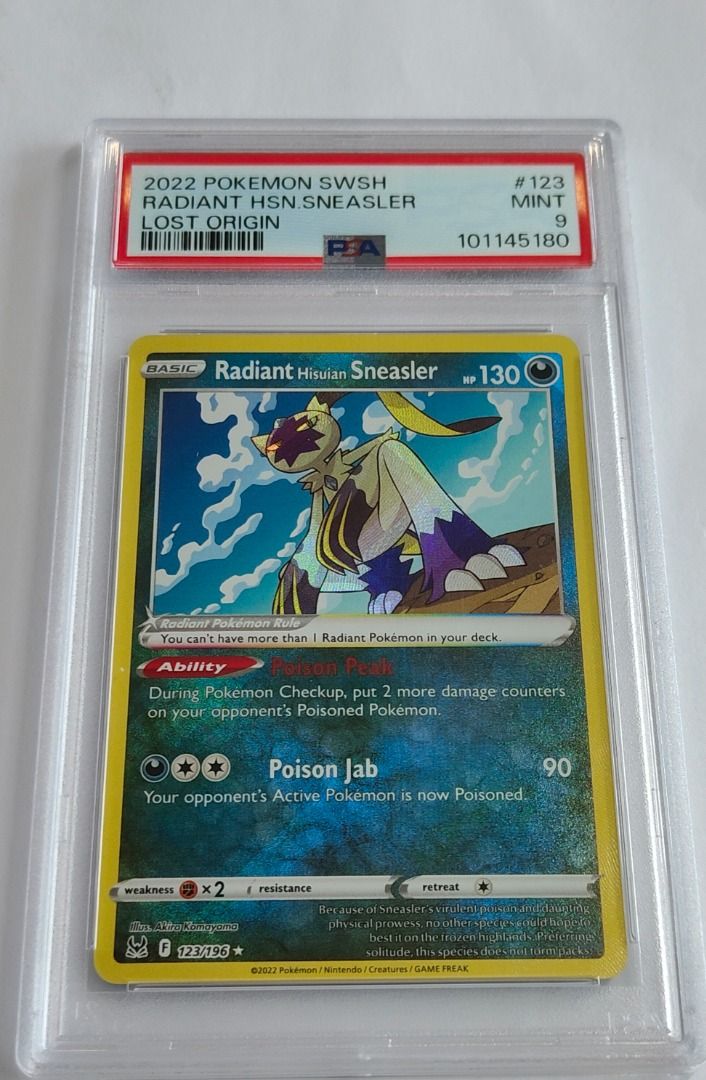 2022 POKEMON SWSH #123
RADIANT HSN.SNEASLER MINT
LOST ORIGIN 9
PSA 101145180
BASIC Radiant Hisuian Sneasler HP 130
Radiant Pokémon Rule
You can't have more than 1 Radiant Pokémon in your deck.
Ability Poison Peak
During Pokémon Checkup, put 2 more damage counters
on your opponent's Poisoned Pokémon.
Poison Jab 90
Your opponent's Active Pokémon is now Poisoned.
weakness ×2 resistance retreat
Illus. Akira Komayama
Because of Sneasler's virulent poison and daunting
physical prowess, no other species could hope to
best it on the frozen highlands. Preferring
solitude, this species does not form packs.
F 123/196 ★
©2022 Pokémon / Nintendo / Creatures / GAME FREAK